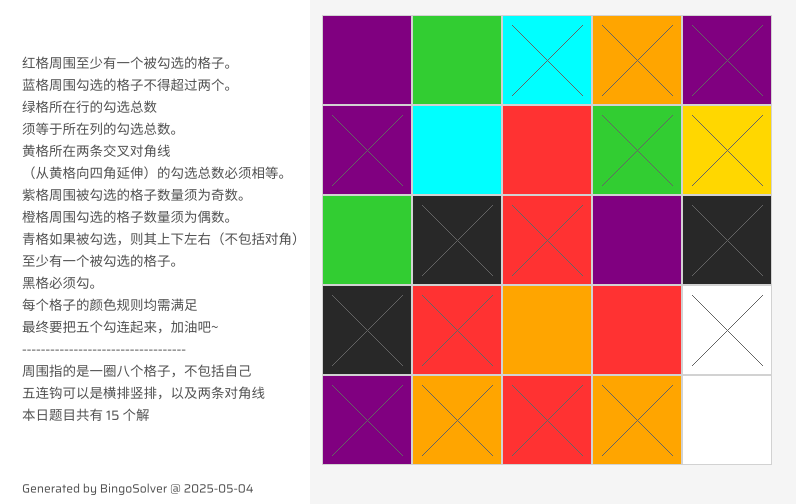 红格周围至少有一个被勾选的格子。
蓝格周围勾选的格子不得超过两个。
绿格所在行的勾选总数
须等于所在列的勾选总数。
黄格所在两条交叉对角线
（从黄格向四角延伸）的勾选总数必须相等。
紫格周围被勾选的格子数量须为奇数。
橙格周围勾选的格子数量须为偶数。
青格如果被勾选，则其上下左右（不包括对角）
至少有一个被勾选的格子。
黑格必须勾。
每个格子的颜色规则均需满足
最终要把五个勾连起来，加油吧~
-----------------------------------
周围指的是一圈八个格子，不包括自己
五连钩可以是横排竖排，以及两条对角线
本日题目共有 15 个解
Generated by BingoSolver @ 2025-05-04